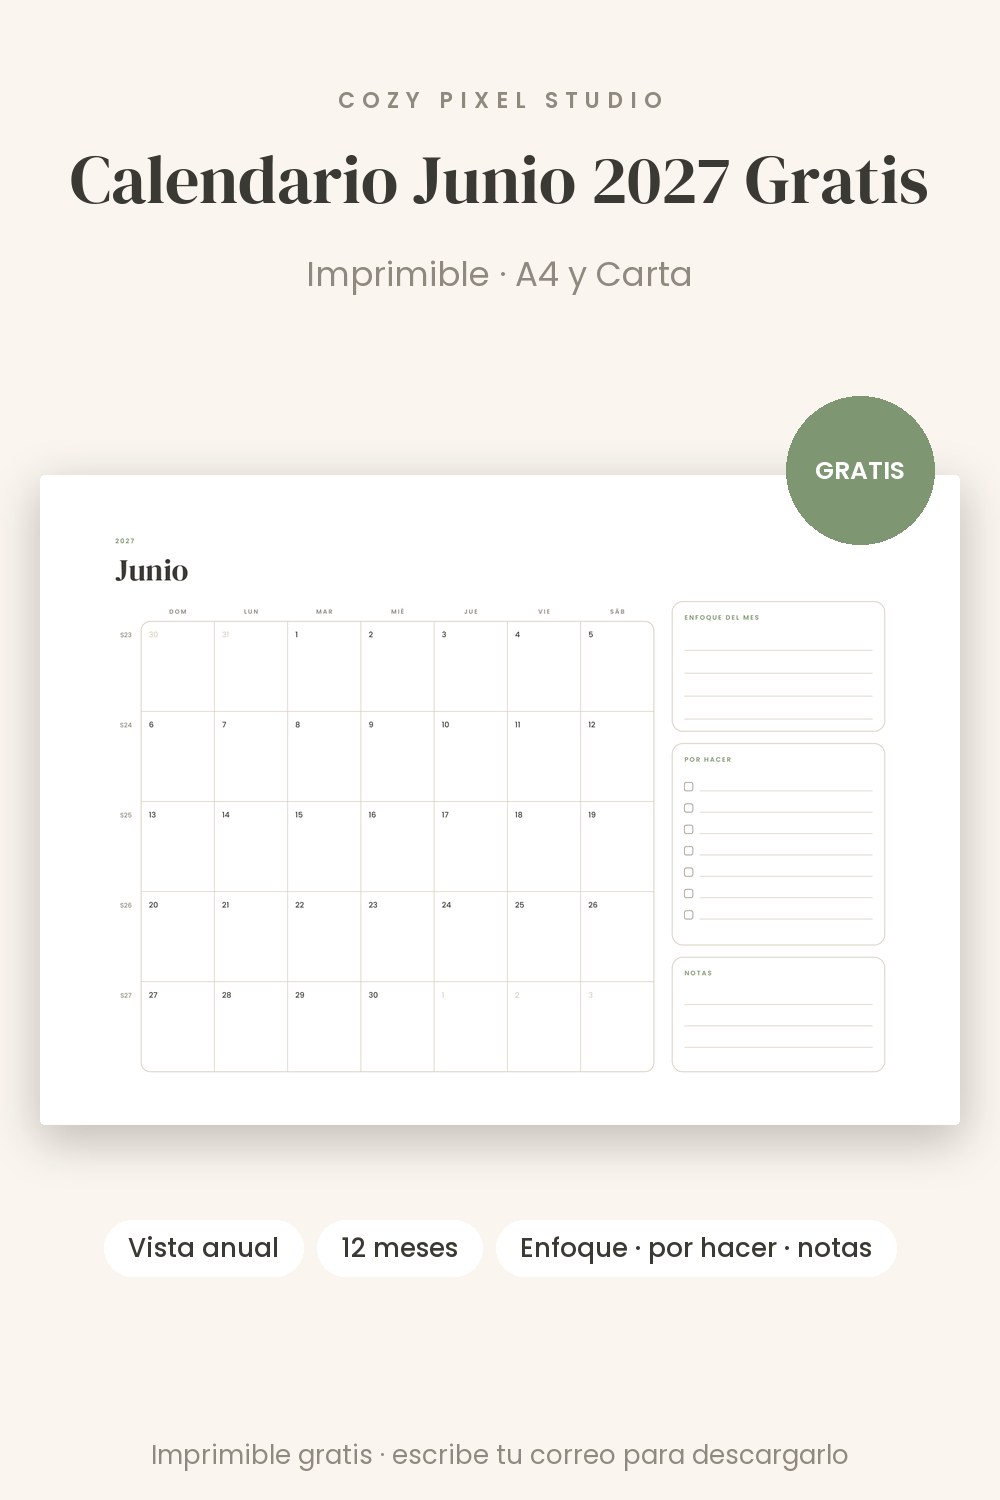 COZY PIXEL STUDIO
Calendario Junio 2027 Gratis
Imprimible · A4 y Carta
GRATIS
2027
Junio
DOM LUN MAR MIÉ JUE VIE SÁB
S23 30 31 1 2 3 4 5
S24 6 7 8 9 10 11 12
S25 13 14 15 16 17 18 19
S26 20 21 22 23 24 25 26
S27 27 28 29 30 1 2 3
ENFOQUE DEL MES
POR HACER
NOTAS
Vista anual
12 meses
Enfoque · por hacer · notas
Imprimible gratis · escribe tu correo para descargarlo